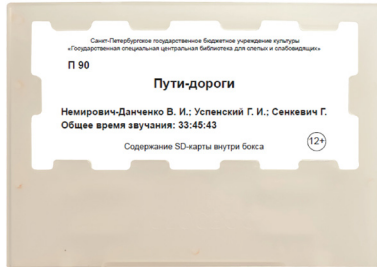 Санкт-Петербургское государственное бюджетное учреждение культуры
«Государственная специальная центральная библиотека для слепых и слабовидящих»
П 90
Пути-дороги
Немирович-Данченко В. И.; Успенский Г. И.; Сенкевич Г.
Общее время звучания: 33:45:43
Содержание SD-карты внутри бокса
12+